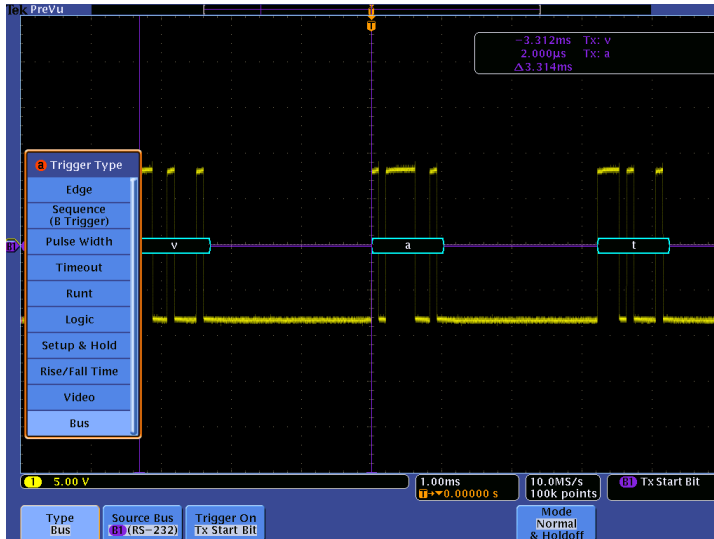 Tek PreVu
T
T
−3.312ms Tx: v
2.000µs Tx: a
Δ3.314ms
a Trigger Type
Edge
Sequence
(B Trigger)
Pulse Width
Timeout
Runt
Logic
Setup & Hold
Rise/Fall Time
Video
Bus
B1
v
a
t
1 5.00 V
1.00ms
T→▼0.00000 s
10.0MS/s
100k points
B1 Tx Start Bit
Type
Bus
Source Bus
B1 (RS-232)
Trigger On
Tx Start Bit
Mode
Normal
& Holdoff